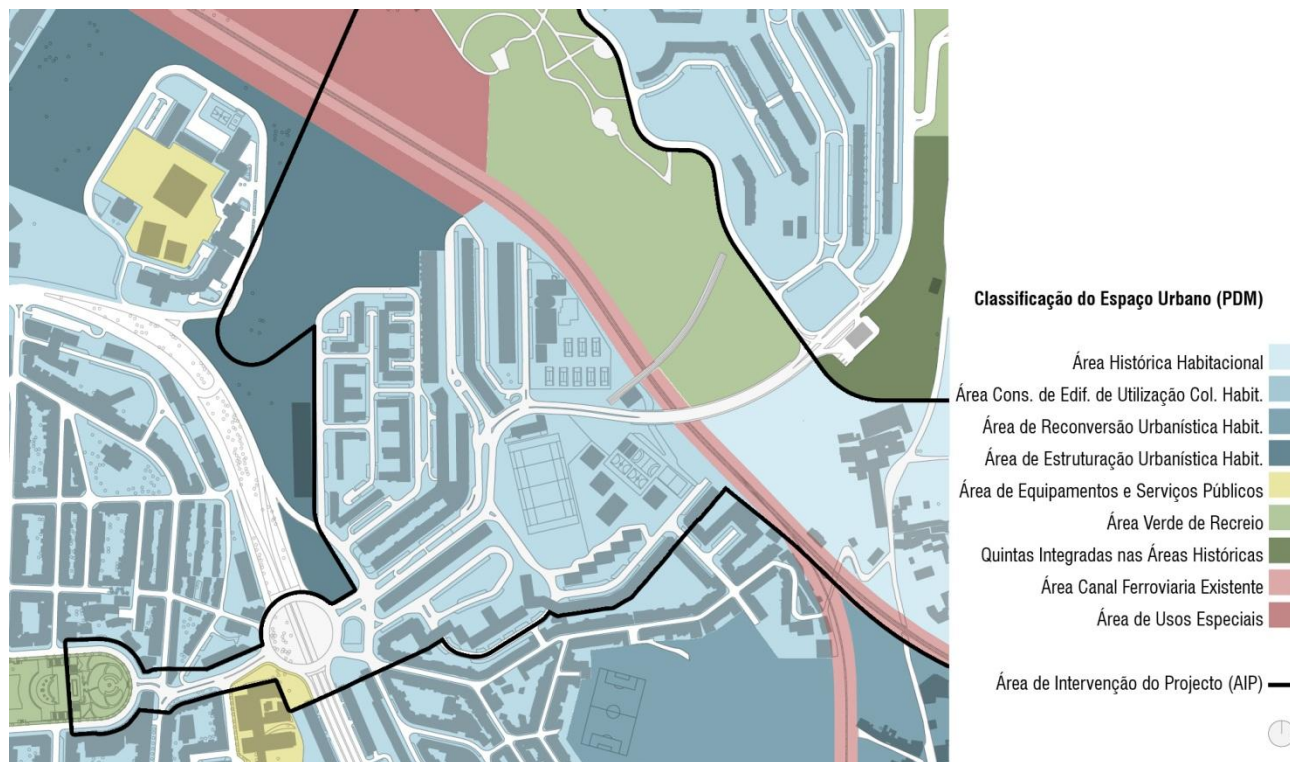 Classificação do Espaço Urbano (PDM)
Área Histórica Habitacional
Área Cons. de Edif. de Utilização Col. Habit.
Área de Reconversão Urbanística Habit.
Área de Estruturação Urbanística Habit.
Área de Equipamentos e Serviços Públicos
Área Verde de Recreio
Quintas Integradas nas Áreas Históricas
Área Canal Ferroviaria Existente
Área de Usos Especiais
Área de Intervenção do Projecto (AIP)